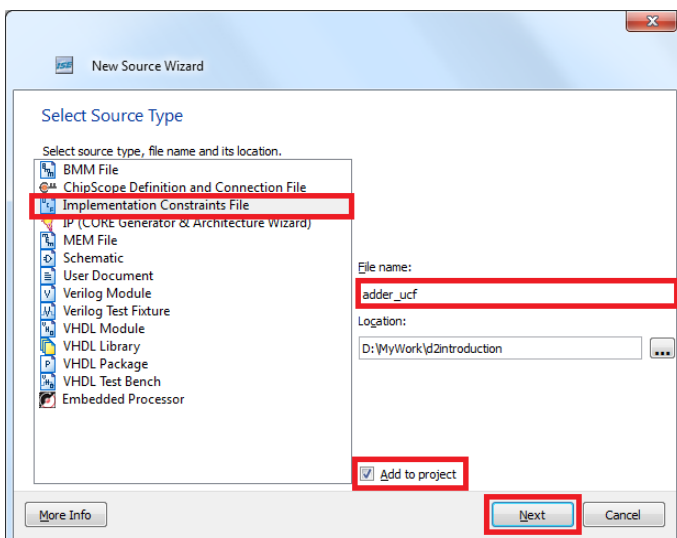 ISE New Source Wizard
Select Source Type
Select source type, file name and its location.
BMM File
ChipScope Definition and Connection File
Implementation Constraints File
IP (CORE Generator & Architecture Wizard)
MEM File
Schematic
User Document
Verilog Module
Verilog Test Fixture
VHDL Module
VHDL Library
VHDL Package
VHDL Test Bench
Embedded Processor
File name:
adder_ucf
Location:
D:\MyWork\d2introduction
...
Add to project
More Info
Next
Cancel